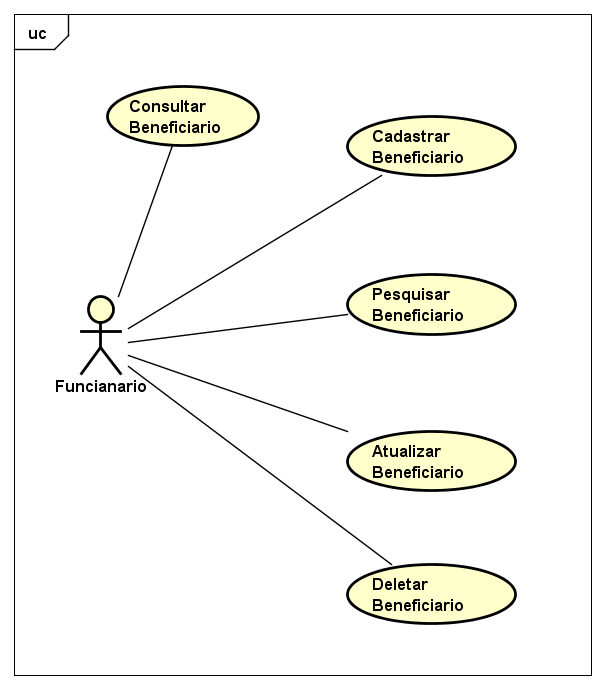 uc
Consultar
Beneficiario
Cadastrar
Beneficiario
Pesquisar
Beneficiario
Funcianario
Atualizar
Beneficiario
Deletar
Beneficiario